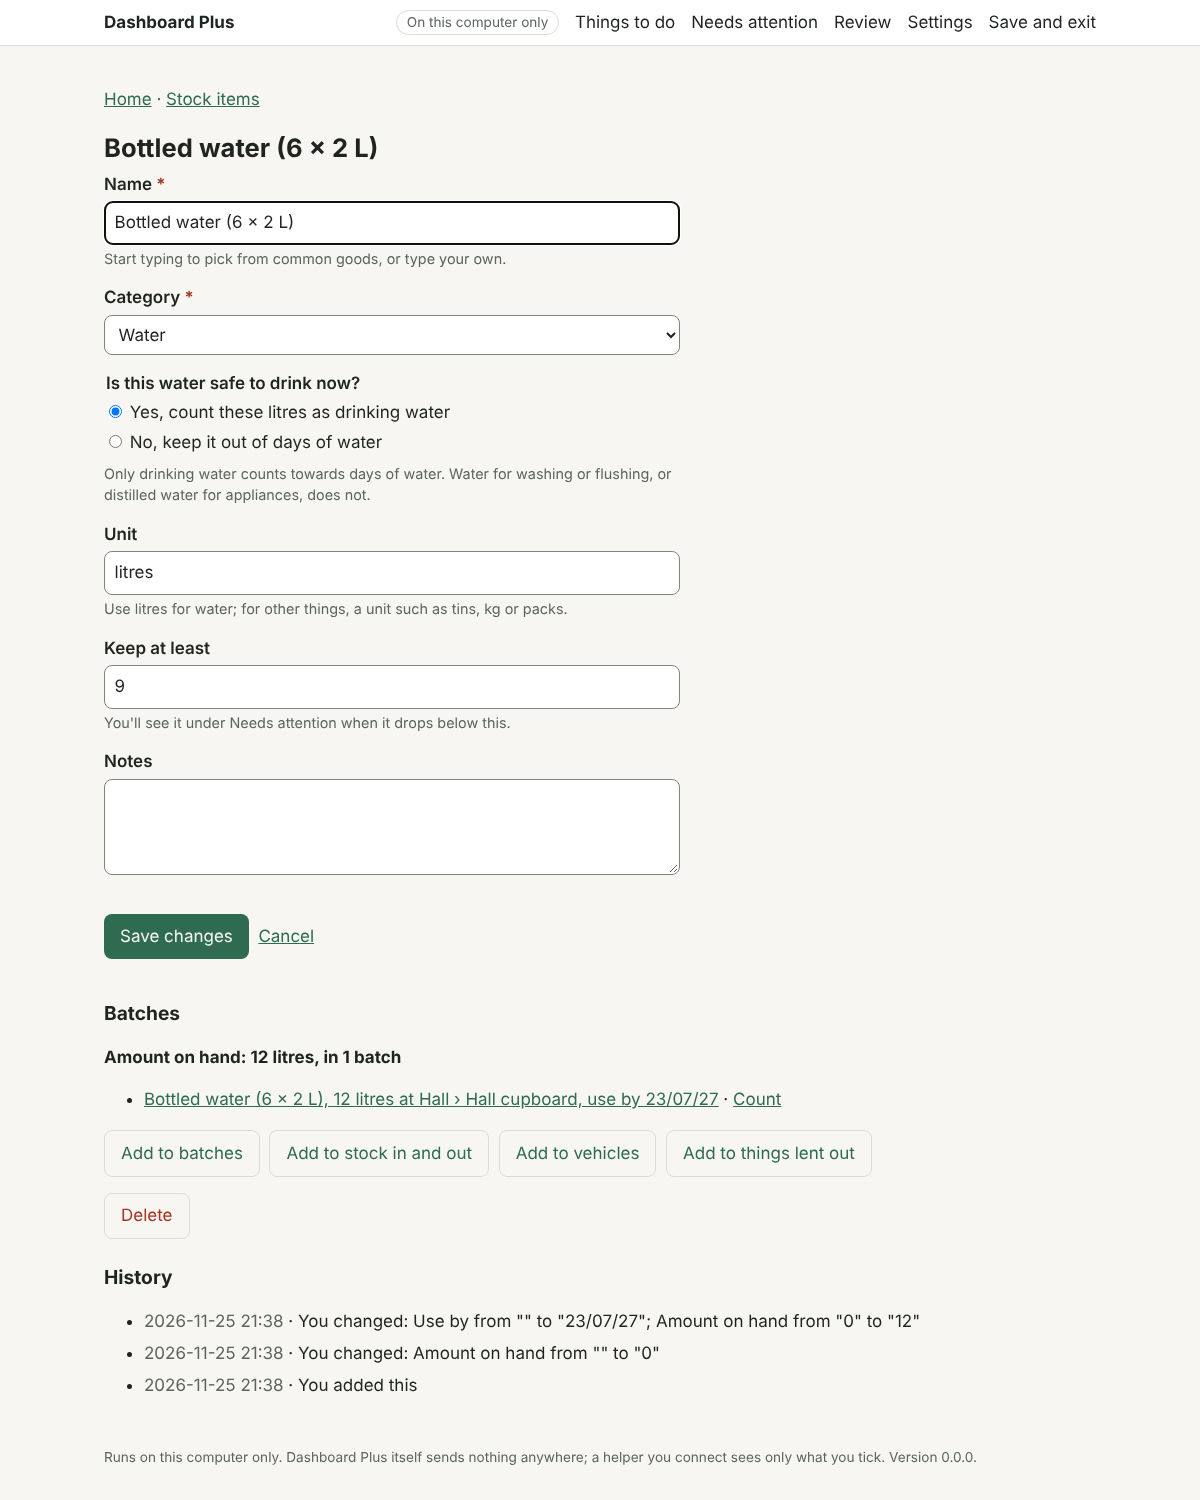 Dashboard Plus
On this computer only
Things to do
Needs attention
Review
Settings
Save and exit
Home · Stock items
Bottled water (6 × 2 L)
Name *
Bottled water (6 × 2 L)
Start typing to pick from common goods, or type your own.
Category *
Water
Is this water safe to drink now?
Yes, count these litres as drinking water
No, keep it out of days of water
Only drinking water counts towards days of water. Water for washing or flushing, or
distilled water for appliances, does not.
Unit
litres
Use litres for water; for other things, a unit such as tins, kg or packs.
Keep at least
9
You'll see it under Needs attention when it drops below this.
Notes
Save changes
Cancel
Batches
Amount on hand: 12 litres, in 1 batch
Bottled water (6 × 2 L), 12 litres at Hall › Hall cupboard, use by 23/07/27 · Count
Add to batches
Add to stock in and out
Add to vehicles
Add to things lent out
Delete
History
2026-11-25 21:38 · You changed: Use by from "" to "23/07/27"; Amount on hand from "0" to "12"
2026-11-25 21:38 · You changed: Amount on hand from "" to "0"
2026-11-25 21:38 · You added this
Runs on this computer only. Dashboard Plus itself sends nothing anywhere; a helper you connect sees only what you tick. Version 0.0.0.